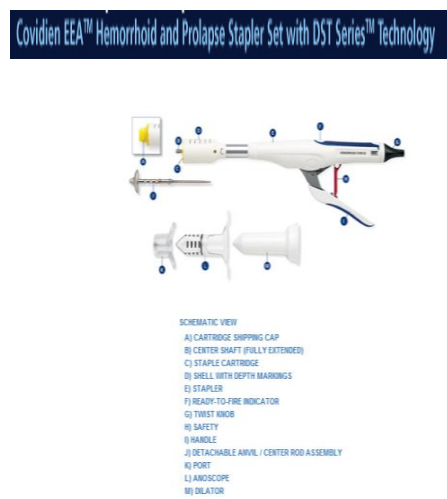 Covidien EEA™ Hemorrhoid and Prolapse Stapler Set with DST Series™ Technology
SCHEMATIC VIEW
A) CARTRIDGE SHIPPING CAP
B) CENTER SHAFT (FULLY EXTENDED)
C) STAPLE CARTRIDGE
D) SHELL WITH DEPTH MARKINGS
E) STAPLER
F) READY-TO-FIRE INDICATOR
G) TWIST KNOB
H) SAFETY
I) HANDLE
J) DETACHABLE ANVIL / CENTER ROD ASSEMBLY
K) PORT
L) ANOSCOPE
M) DILATOR